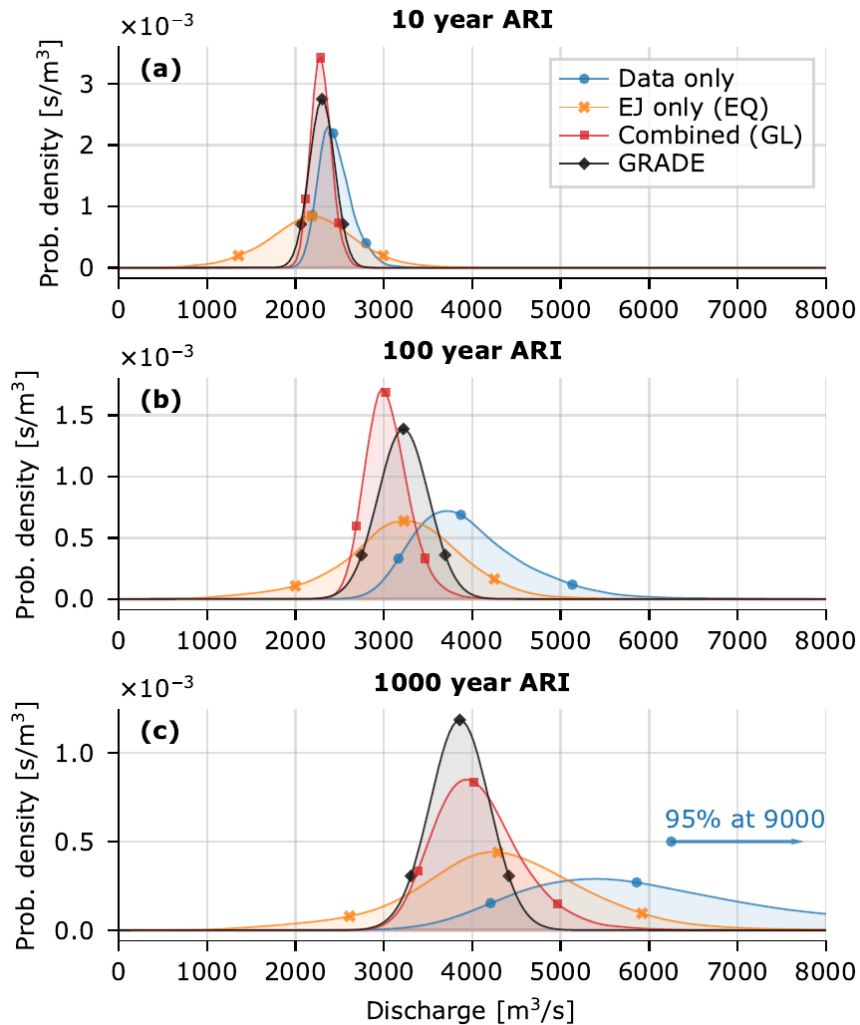 10 year ARI
×10⁻³
(a)
Prob. density [s/m³]
3
2
1
0
0 1000 2000 3000 4000 5000 6000 7000 8000
Data only
EJ only (EQ)
Combined (GL)
GRADE
100 year ARI
×10⁻³
(b)
Prob. density [s/m³]
1.5
1.0
0.5
0.0
0 1000 2000 3000 4000 5000 6000 7000 8000
1000 year ARI
×10⁻³
(c)
Prob. density [s/m³]
1.0
0.5
0.0
95% at 9000
0 1000 2000 3000 4000 5000 6000 7000 8000
Discharge [m³/s]